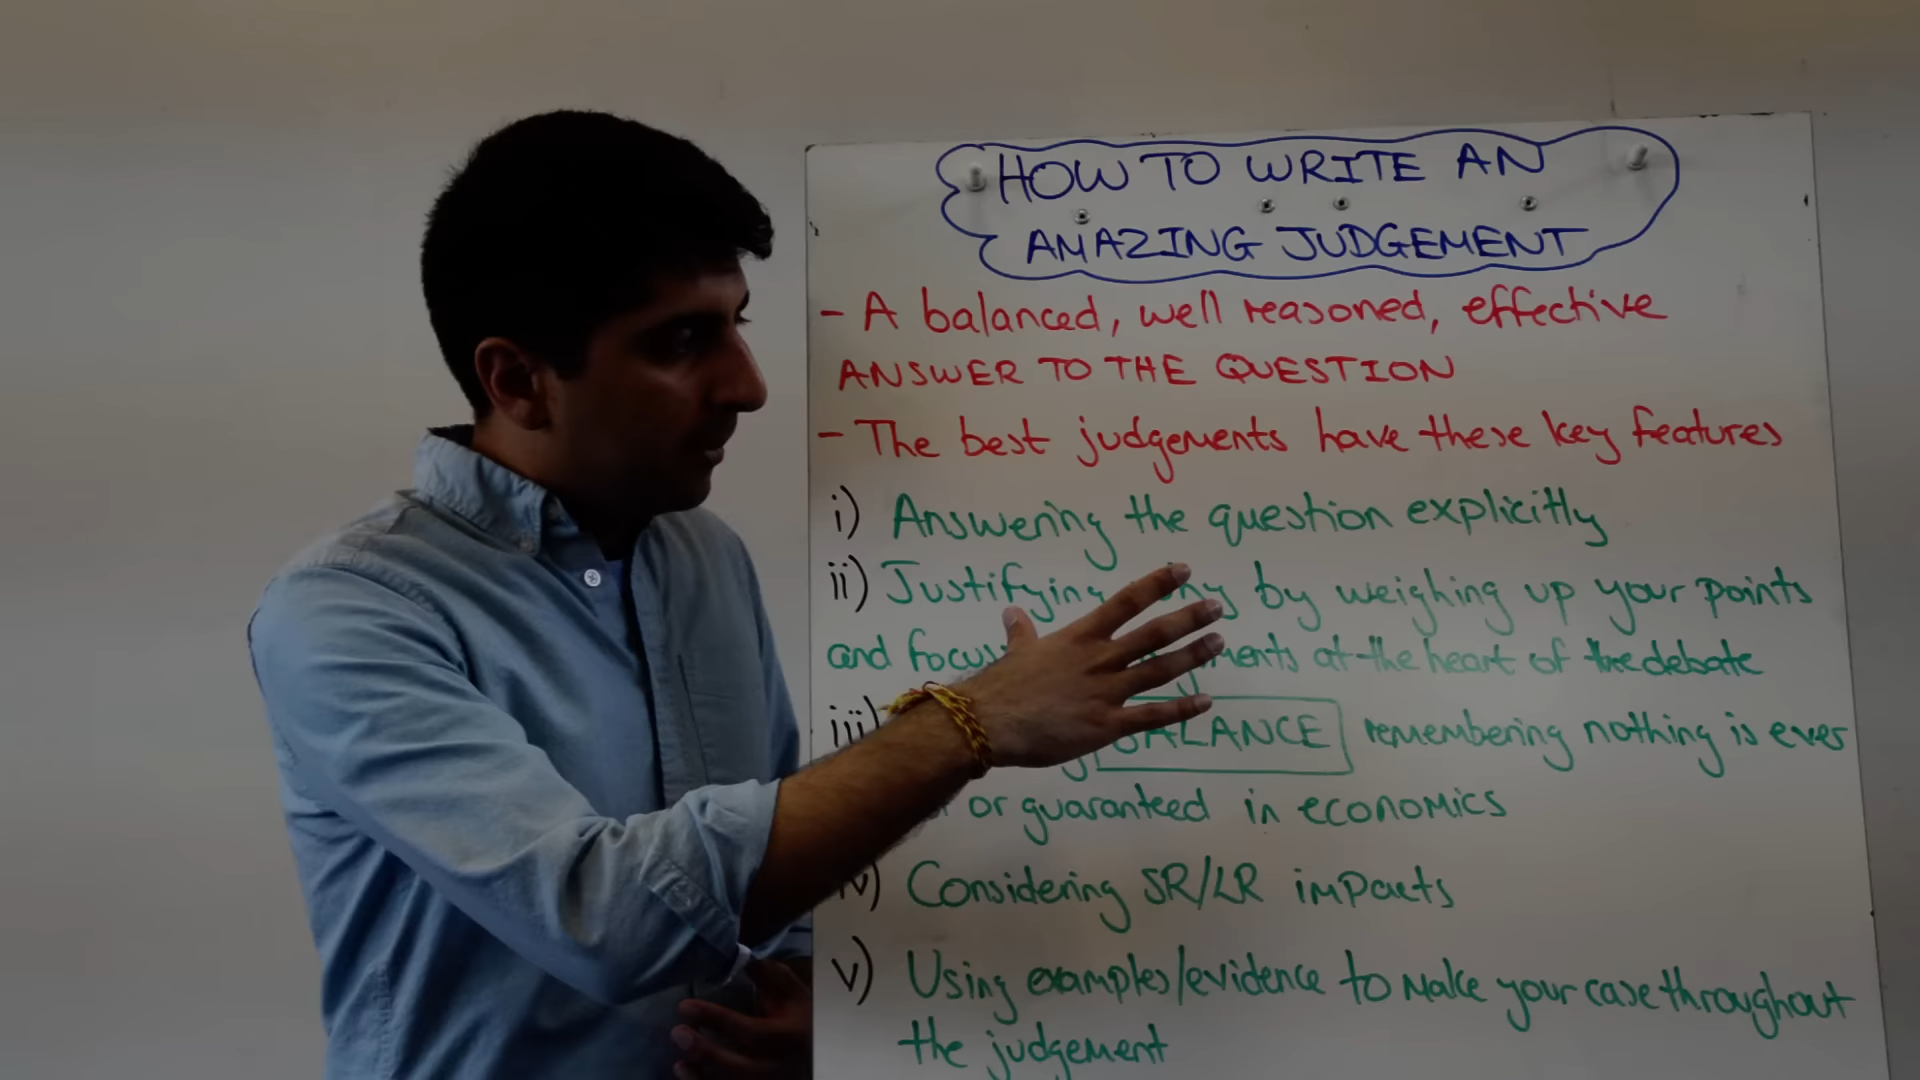 HOW TO WRITE AN
AMAZING JUDGEMENT
- A balanced, well reasoned, effective
ANSWER TO THE QUESTION
- The best judgements have these key features
i) Answering the question explicitly
ii) Justifying by weighing up your points
and at the heart of the debate
iii) BALANCE remembering nothing is ever
or guaranteed in economics
iv) Considering SR/LR impacts
v) Using examples/evidence to make your case throughout
the judgement